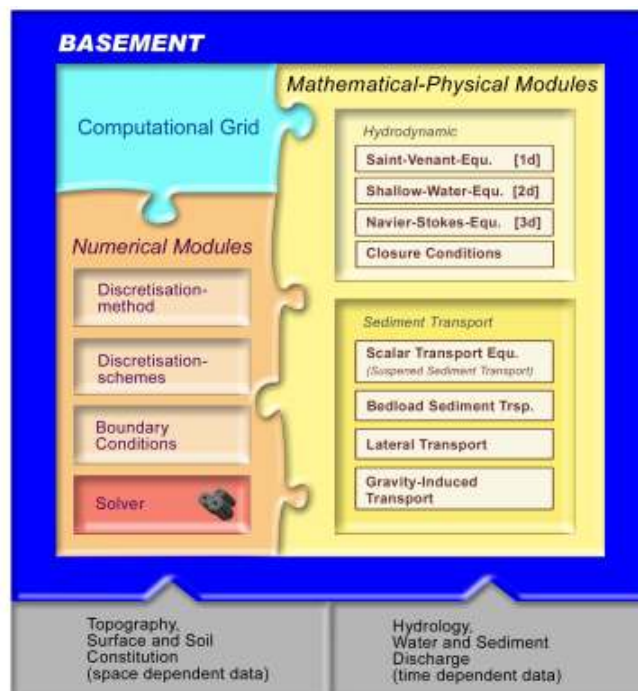 BASEMENT
Computational Grid
Numerical Modules
Discretisation-
method
Discretisation-
schemes
Boundary
Conditions
Solver
Mathematical-Physical Modules
Hydrodynamic
Saint-Venant-Equ. [1d]
Shallow-Water-Equ. [2d]
Navier-Stokes-Equ. [3d]
Closure Conditions
Sediment Transport
Scalar Transport Equ.
(Suspened Sediment Transport)
Bedload Sediment Trsp.
Lateral Transport
Gravity-Induced
Transport
Topography,
Surface and Soil
Constitution
(space dependent data)
Hydrology,
Water and Sediment
Discharge
(time dependent data)